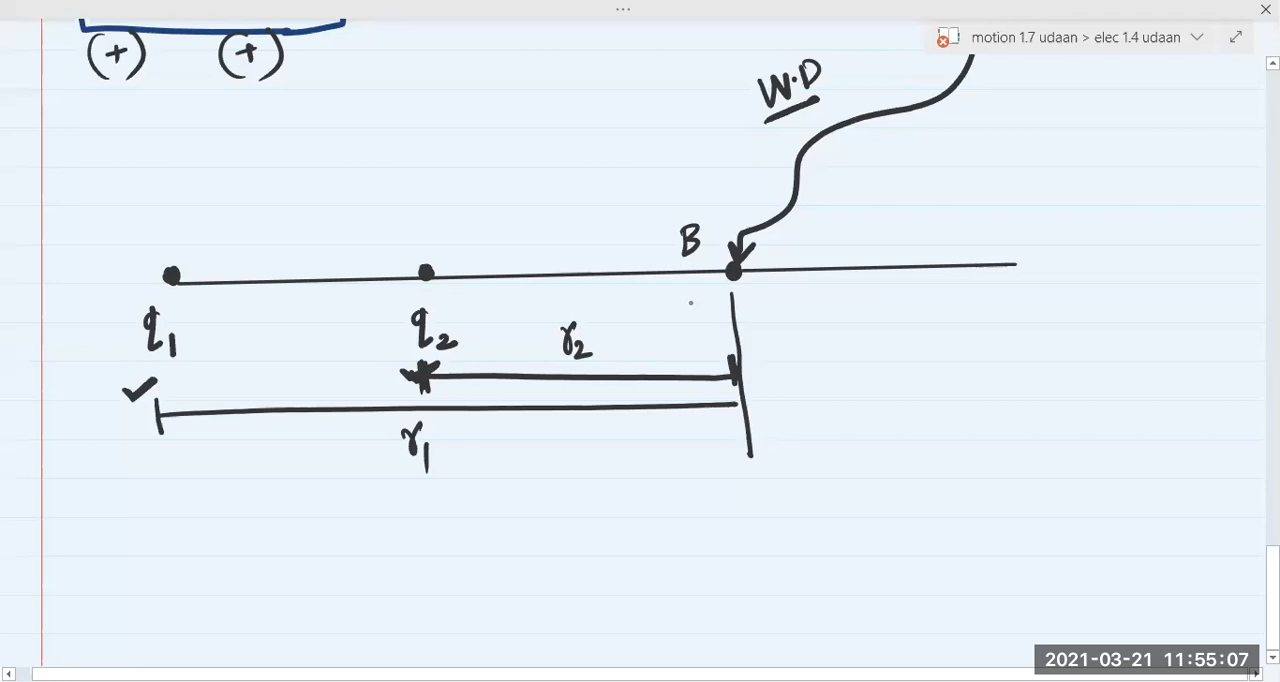 ...
motion 1.7 udaan > elec 1.4 udaan
(+) (+)
W.D
B
q1 q2
r2
r1
2021-03-21 11:55:07